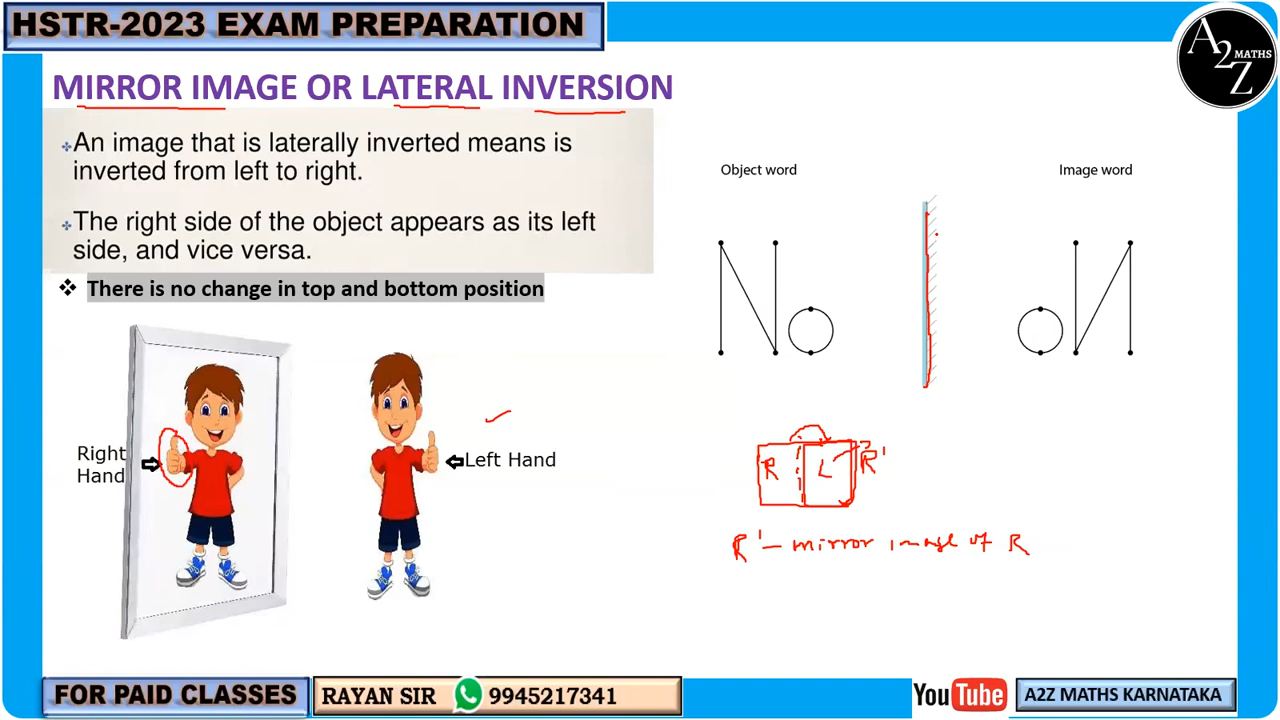 HSTR-2023 EXAM PREPARATION
A2Z MATHS
MIRROR IMAGE OR LATERAL INVERSION
An image that is laterally inverted means is
inverted from left to right.
The right side of the object appears as its left
side, and vice versa.
There is no change in top and bottom position
Right
Hand
Left Hand
Object word
Image word
No
oN
R L R'
R' – mirror image of R
FOR PAID CLASSES
RAYAN SIR 9945217341
YouTube
A2Z MATHS KARNATAKA